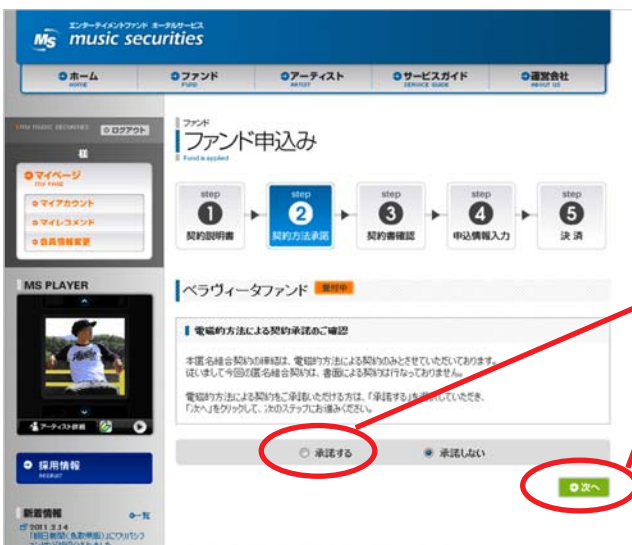 エンターテイメントファンド ポータルサービス
Ms music securities
ホーム
HOME
ファンド
FUND
アーティスト
ARTIST
サービスガイド
SERVICE GUIDE
運営会社
ABOUT US
MY MUSIC SECURITIES
ログアウト
様
マイページ
MY PAGE
マイアカウント
マイレコメンド
会員情報変更
MS PLAYER
アーティスト詳細
採用情報
RECRUIT
新着情報
一覧
2011.2.14
ファンド
ファンド申込み
Fund is applied
step
1
契約説明書
step
2
契約方法承諾
step
3
契約書確認
step
4
申込情報入力
step
5
決済
ベラヴィータファンド 受付中
電磁的方法による契約承諾のご確認
本匿名組合契約の締結は、電磁的方法による契約のみとさせていただいております。
従いまして今回の匿名組合契約は、書面による契約は行なっておりません。
電磁的方法による契約をご承諾いただける方は、「承諾する」を選択していただき、
「次へ」をクリックして、次のステップにお進みください。
承諾する
承諾しない
次へ